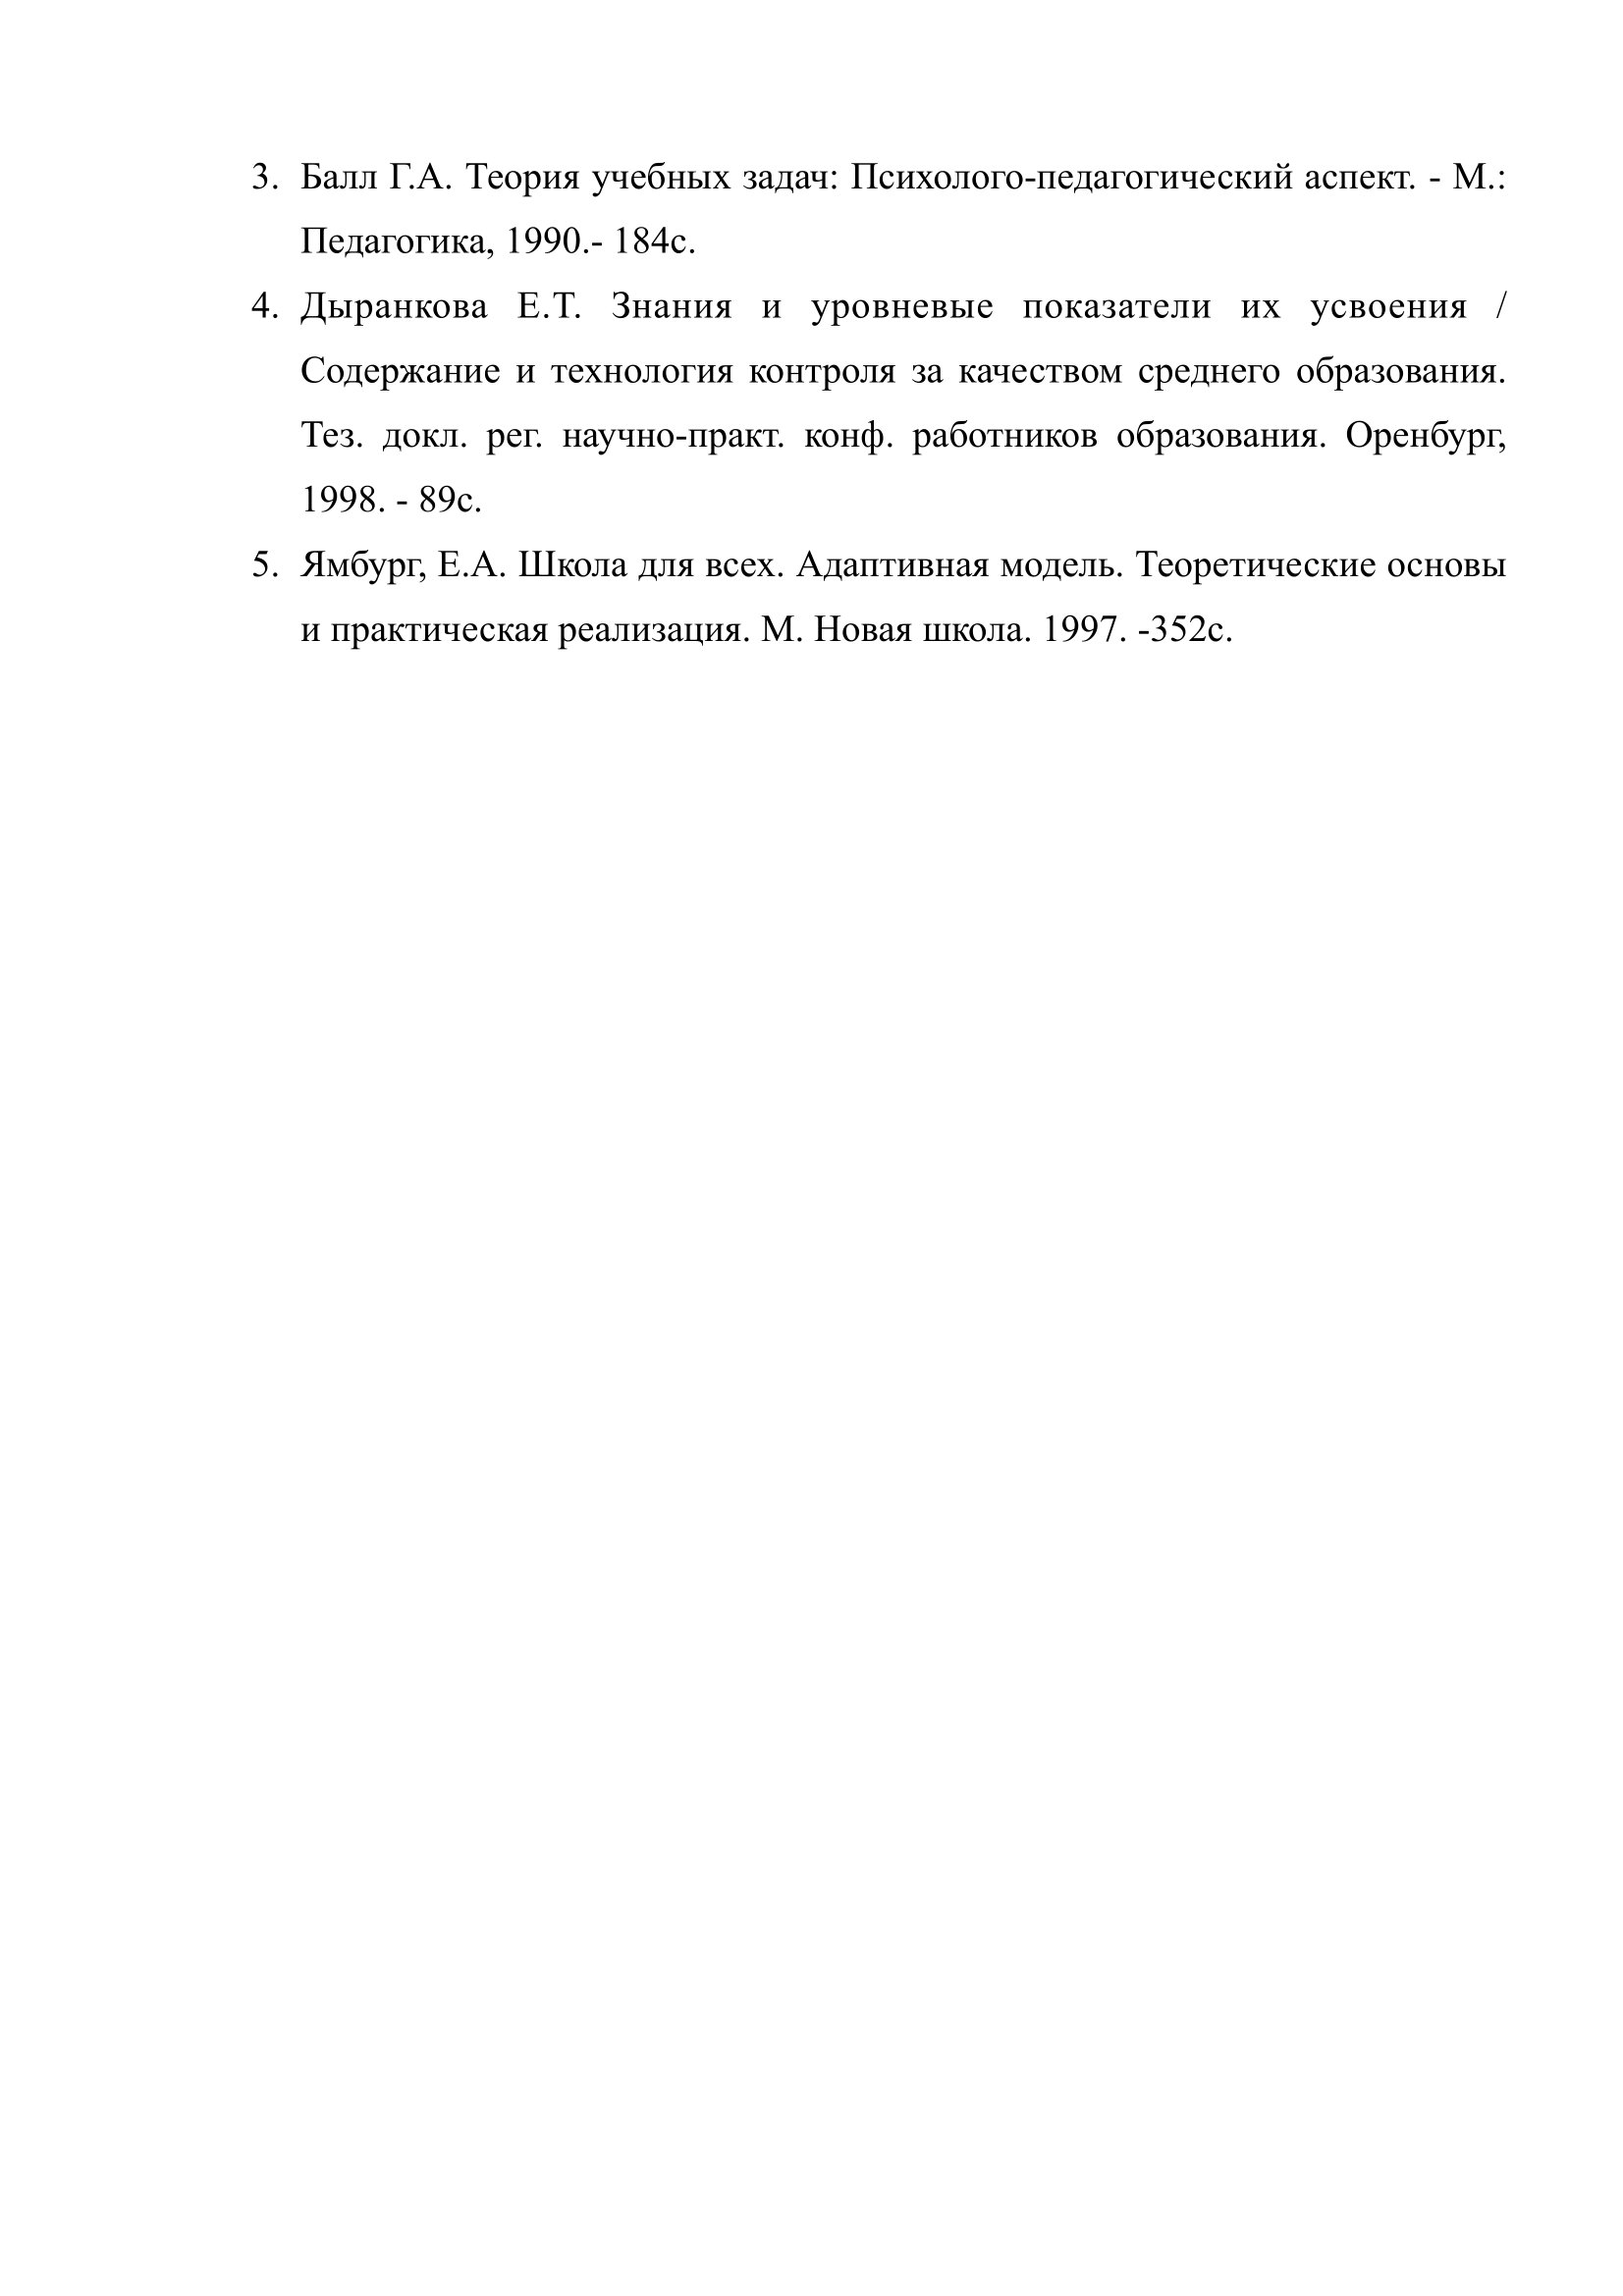 3. Балл Г.А. Теория учебных задач: Психолого-педагогический аспект. - М.:
Педагогика, 1990.- 184с.
4. Дыранкова Е.Т. Знания и уровневые показатели их усвоения /
Содержание и технология контроля за качеством среднего образования.
Тез. докл. рег. научно-практ. конф. работников образования. Оренбург,
1998. - 89с.
5. Ямбург, Е.А. Школа для всех. Адаптивная модель. Теоретические основы
и практическая реализация. М. Новая школа. 1997. -352с.